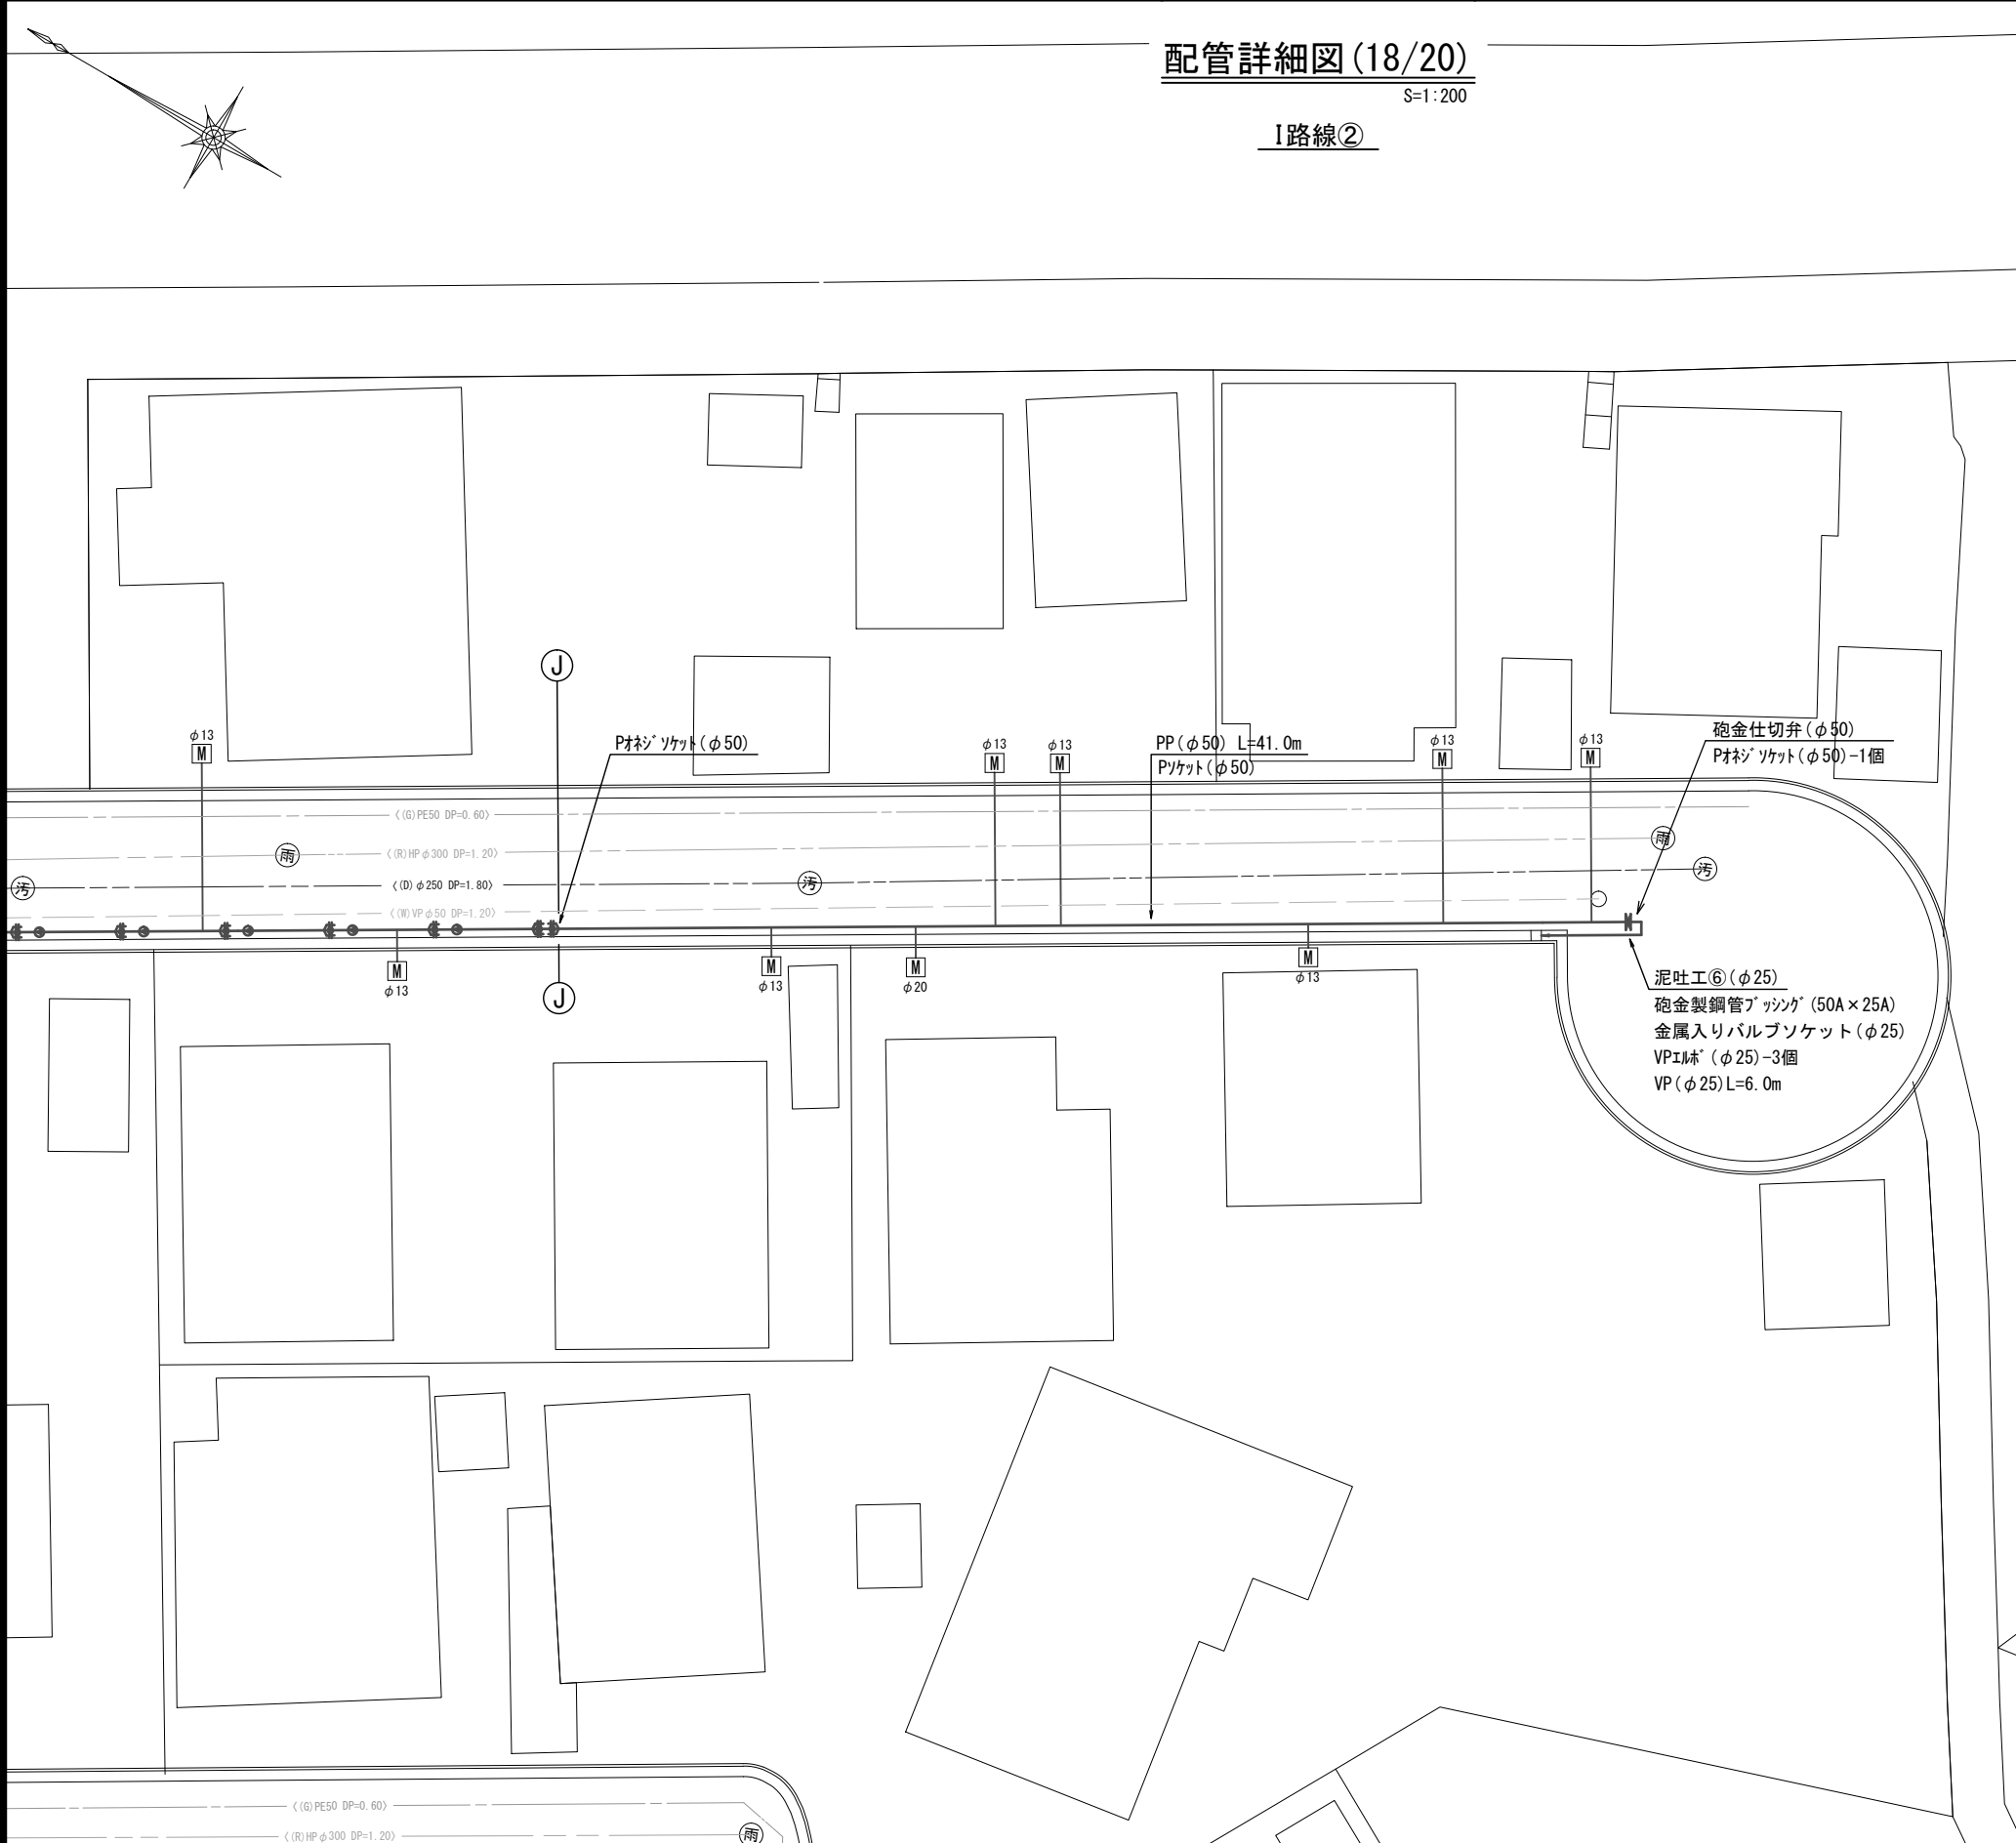 配管詳細図(18/20)
S=1:200
I路線②
J
Pオネジソケット(φ50)
PP(φ50) L=41.0m
Pソケット(φ50)
砲金仕切弁(φ50)
Pオネジソケット(φ50)-1個
φ13
M
φ13
M
φ13
M
φ13
M
φ13
M
《(G)PE50 DP=0.60》
雨
《(R)HPφ300 DP=1.20》
雨
汚
《(D)φ250 DP=1.80》
汚
汚
《(W)VPφ50 DP=1.20》
M
φ13
M
φ13
M
φ20
M
φ13
J
泥吐工⑥(φ25)
砲金製鋼管ブッシング(50A×25A)
金属入りバルブソケット(φ25)
VPエルボ(φ25)-3個
VP(φ25)L=6.0m
《(G)PE50 DP=0.60》
《(R)HPφ300 DP=1.20》
雨